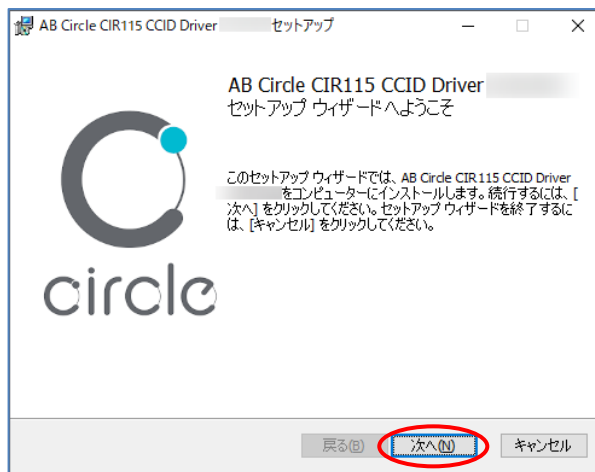 AB Circle CIR115 CCID Driver セットアップ
AB Circle CIR115 CCID Driver
セットアップ ウィザードへようこそ
このセットアップ ウィザードでは、AB Circle CIR115 CCID Driver
をコンピューターにインストールします。続行するには、[
次へ] をクリックしてください。セットアップ ウィザードを終了するに
は、[キャンセル] をクリックしてください。
circle
戻る(B) 次へ(N) キャンセル